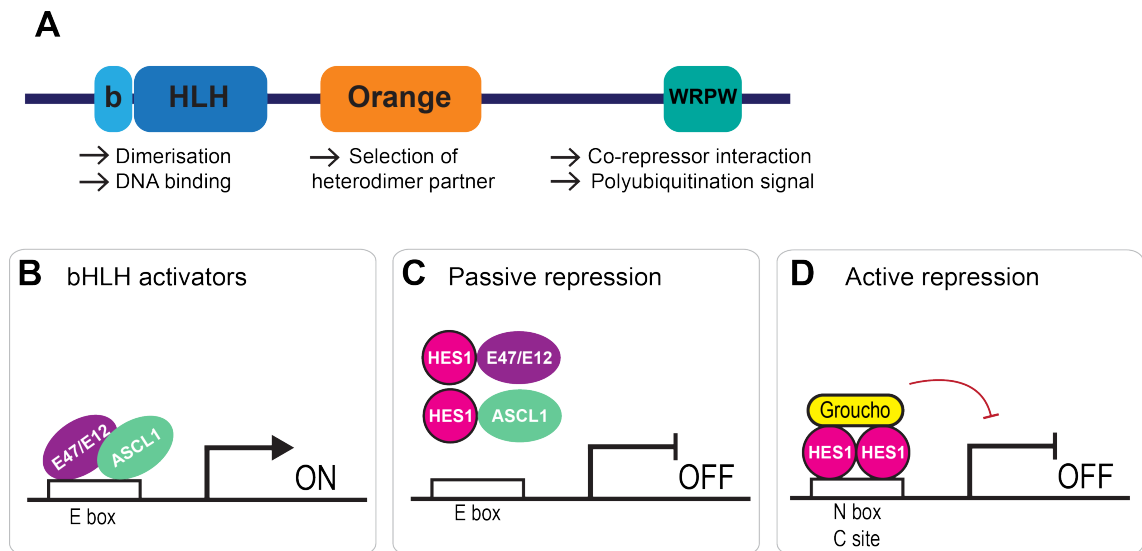 A
b HLH Orange WRPW
→ Dimerisation
→ DNA binding
→ Selection of
heterodimer partner
→ Co-repressor interaction
→ Polyubiquitination signal
B bHLH activators
E47/E12 ASCL1
ON
E box
C Passive repression
HES1 E47/E12
HES1 ASCL1
OFF
E box
D Active repression
Groucho
HES1 HES1
OFF
N box
C site